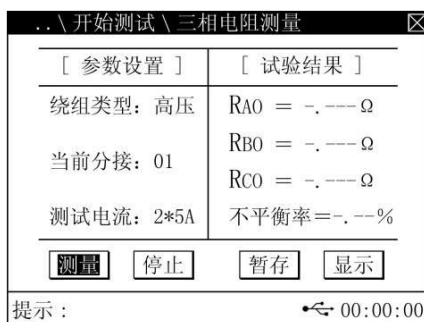 ..\开始测试\三相电阻测量
[ 参数设置 ]
绕组类型：高压
当前分接：01
测试电流：2*5A
[ 试验结果 ]
RAO = -.---Ω
RBO = -.---Ω
RCO = -.---Ω
不平衡率=-.--%
测量 停止 暂存 显示
提示： 00:00:00